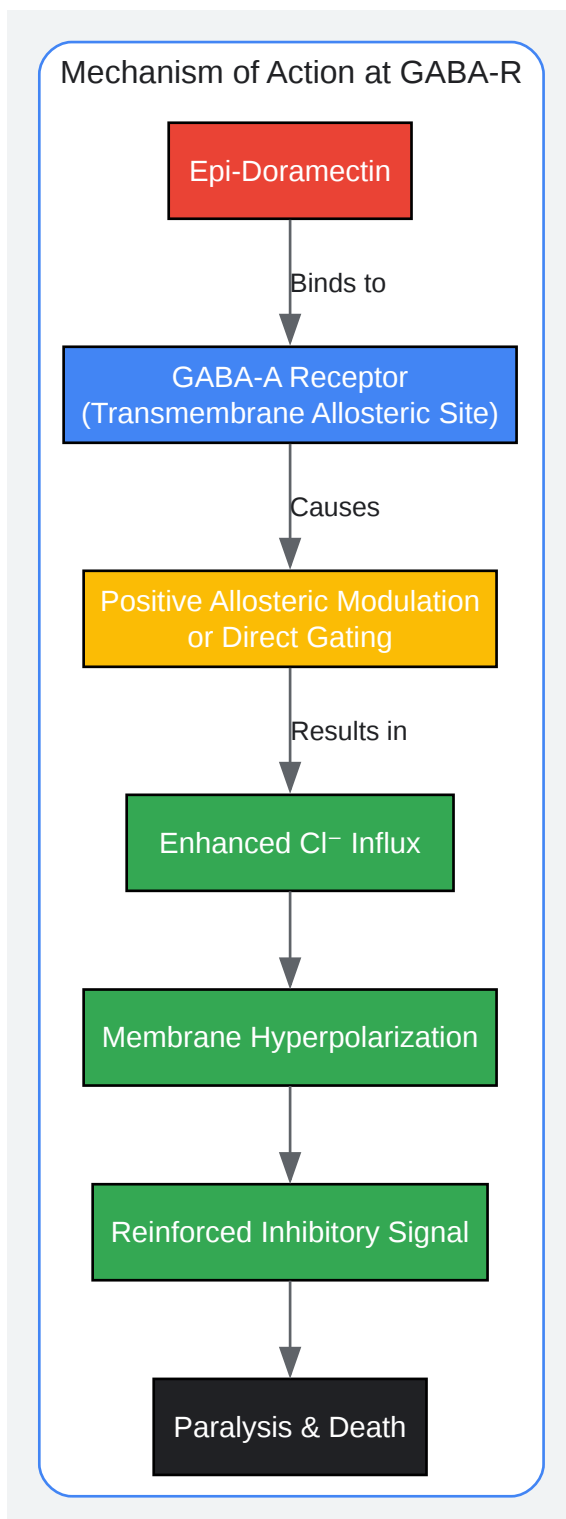 Mechanism of Action at GABA-R
Epi-Doramectin
Binds to
GABA-A Receptor
(Transmembrane Allosteric Site)
Causes
Positive Allosteric Modulation
or Direct Gating
Results in
Enhanced Cl⁻ Influx
Membrane Hyperpolarization
Reinforced Inhibitory Signal
Paralysis & Death